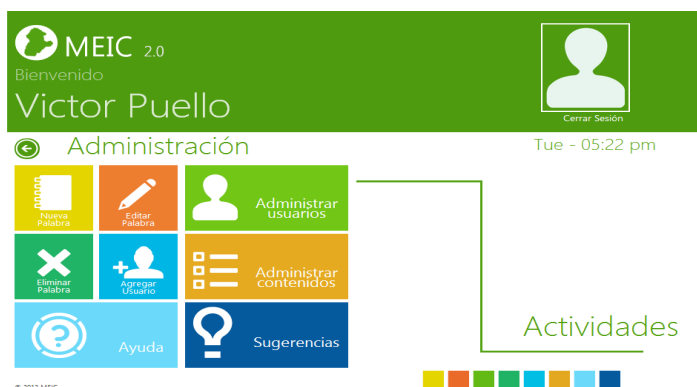 MEIC 2.0
Bienvenido
Victor Puello
Cerrar Sesión
Administración
Tue - 05:22 pm
Nueva
Palabra
Editar
Palabra
Administrar
usuarios
Eliminar
Palabra
Agregar
Usuario
Administrar
contenidos
Ayuda
Sugerencias
Actividades